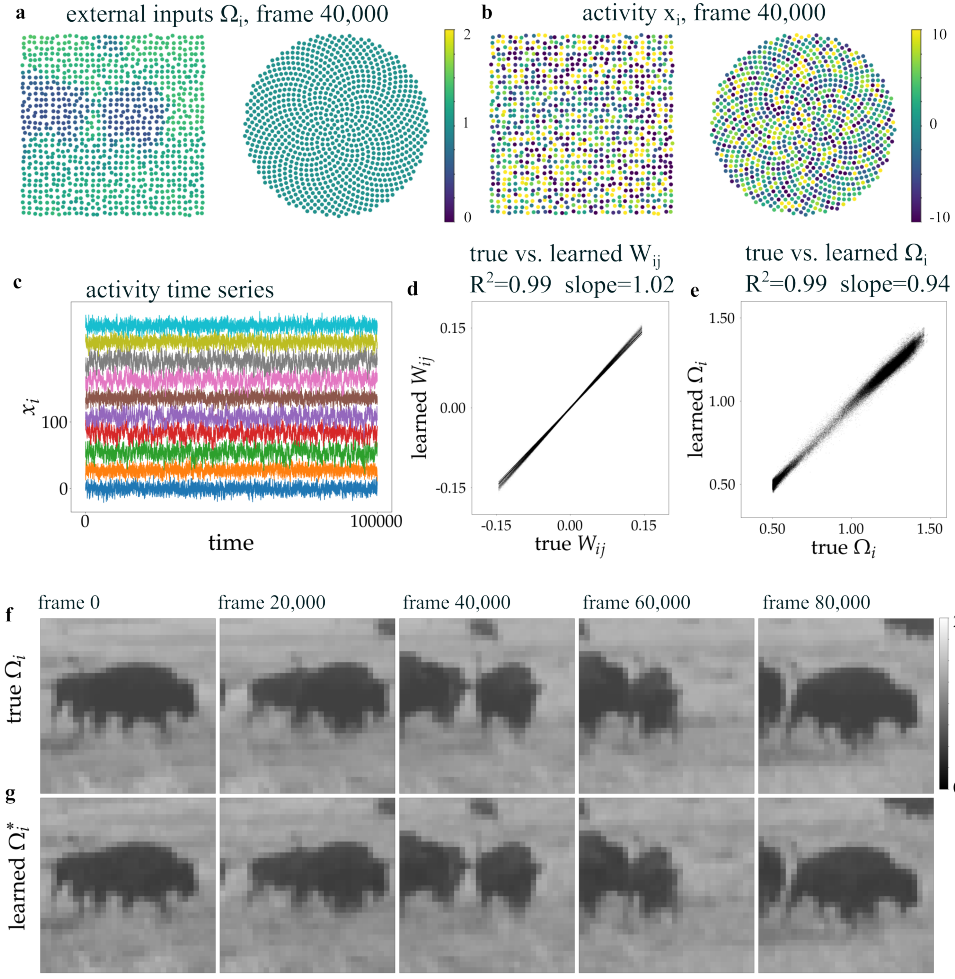 a
external inputs Ωᵢ, frame 40,000
2
1
0
b
activity xᵢ, frame 40,000
10
0
-10
c
activity time series
xᵢ
100
0
0
100000
time
d
true vs. learned Wᵢⱼ
R²=0.99 slope=1.02
learned Wᵢⱼ
0.15
0.00
-0.15
-0.15
0.00
0.15
true Wᵢⱼ
e
true vs. learned Ωᵢ
R²=0.99 slope=0.94
learned Ωᵢ
1.50
1.00
0.50
0.50
1.00
1.50
true Ωᵢ
f
frame 0
frame 20,000
frame 40,000
frame 60,000
frame 80,000
true Ωᵢ
g
learned Ωᵢ*